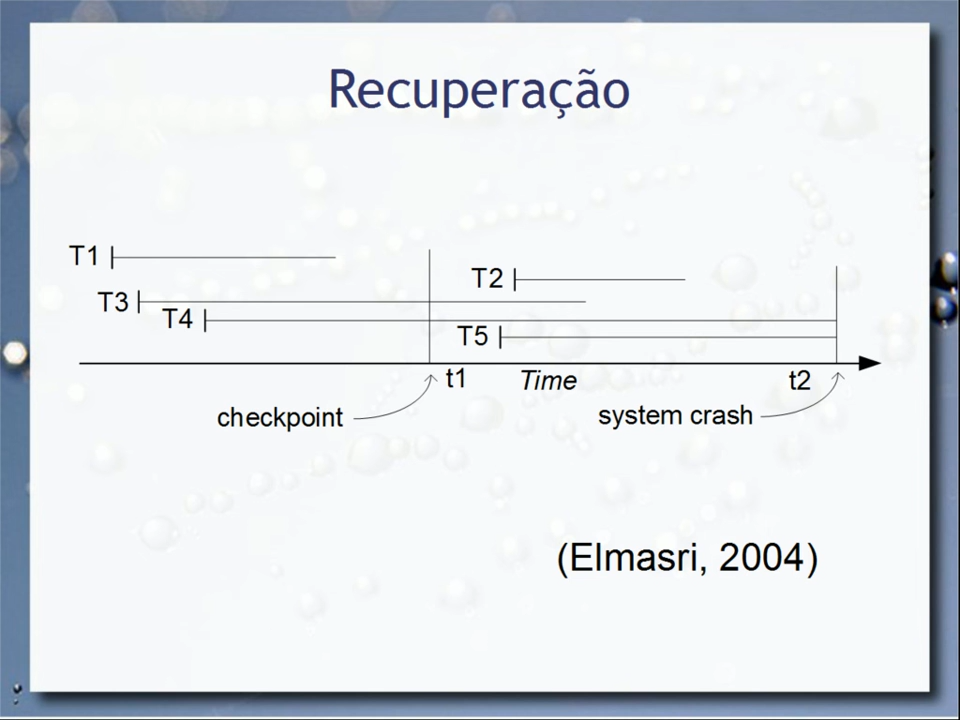 Recuperação
T1
T2
T3
T4
T5
t1
Time
t2
checkpoint
system crash
(Elmasri, 2004)